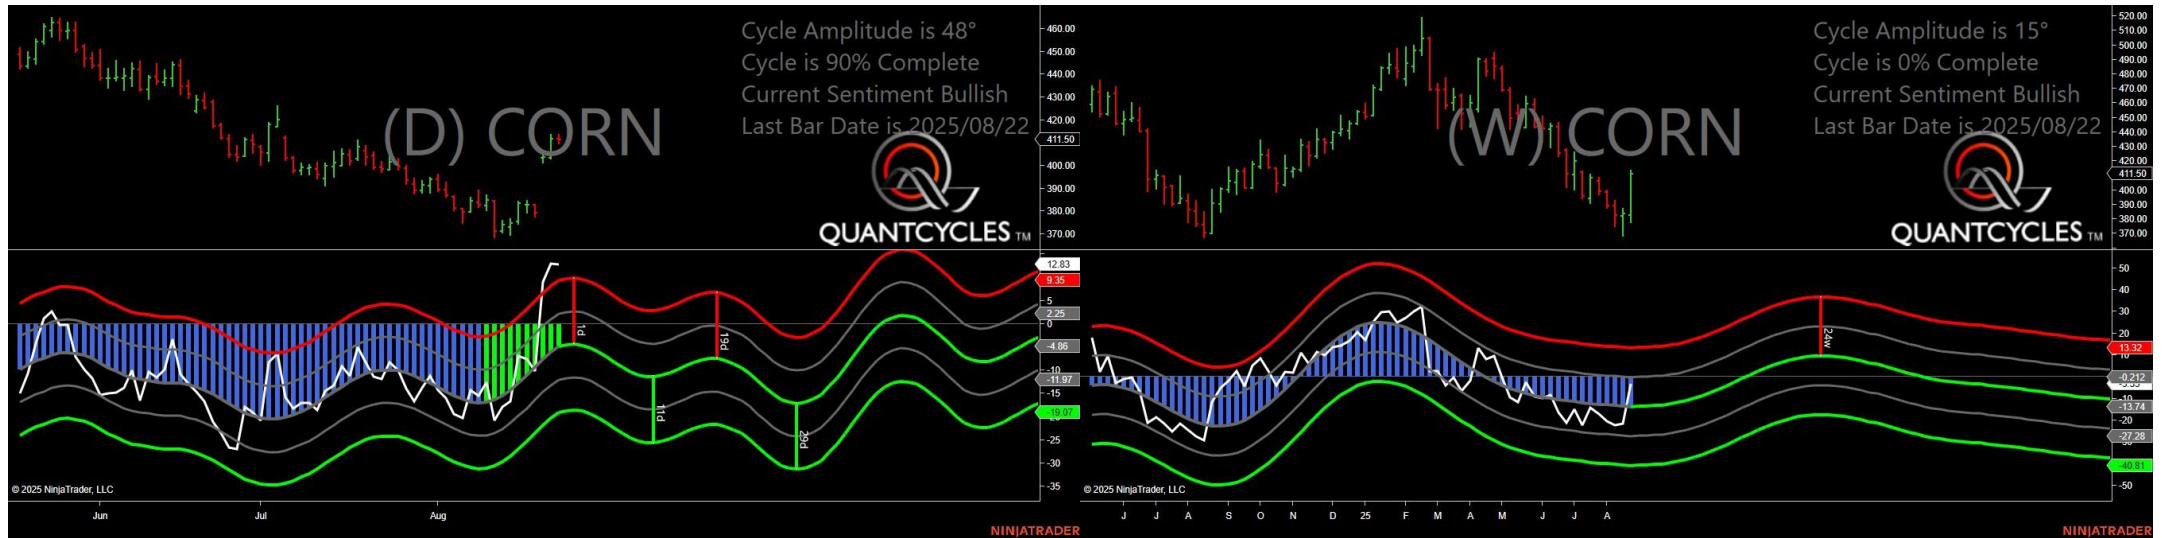 Cycle Amplitude is 48°
Cycle is 90% Complete
Current Sentiment Bullish
Last Bar Date is 2025/08/22
(D) CORN
QUANTCYCLES TM
460.00
450.00
440.00
430.00
420.00
411.50
400.00
390.00
380.00
370.00
12.83
9.35
5
2.25
0
-4.86
-10
-11.97
-15
-19.07
-25
-30
-35
1d
11d
19d
29d
© 2025 NinjaTrader, LLC
Jun
Jul
Aug
NINJATRADER
Cycle Amplitude is 15°
Cycle is 0% Complete
Current Sentiment Bullish
Last Bar Date is 2025/08/22
(W) CORN
QUANTCYCLES TM
520.00
510.00
500.00
490.00
480.00
470.00
460.00
450.00
440.00
430.00
420.00
411.50
400.00
390.00
380.00
370.00
50
40
30
20
13.32
-0.212
-13.74
-20
-27.28
-40.81
-50
24w
© 2025 NinjaTrader, LLC
J
J
A
S
O
N
D
25
F
M
A
M
J
J
A
NINJATRADER